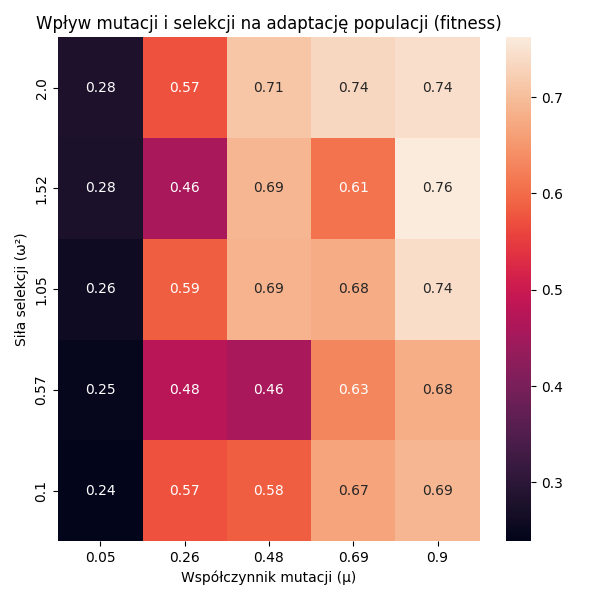 Wpływ mutacji i selekcji na adaptację populacji (fitness)
Siła selekcji (ω²)
2.0 0.28 0.57 0.71 0.74 0.74
1.52 0.28 0.46 0.69 0.61 0.76
1.05 0.26 0.59 0.69 0.68 0.74
0.57 0.25 0.48 0.46 0.63 0.68
0.1 0.24 0.57 0.58 0.67 0.69
0.05 0.26 0.48 0.69 0.9
Współczynnik mutacji (μ)
0.7
0.6
0.5
0.4
0.3